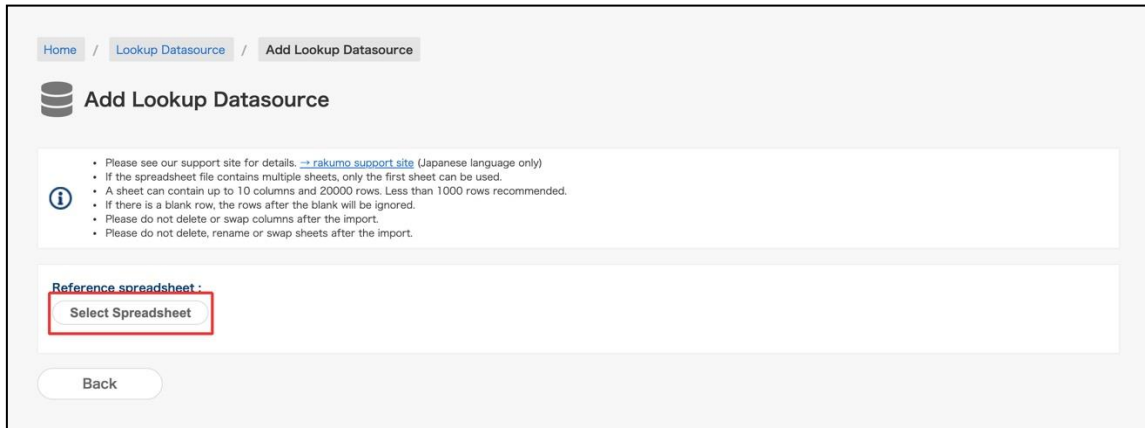 Home / Lookup Datasource / Add Lookup Datasource
Add Lookup Datasource
• Please see our support site for details. → rakumo support site (Japanese language only)
• If the spreadsheet file contains multiple sheets, only the first sheet can be used.
• A sheet can contain up to 10 columns and 20000 rows. Less than 1000 rows recommended.
• If there is a blank row, the rows after the blank will be ignored.
• Please do not delete or swap columns after the import.
• Please do not delete, rename or swap sheets after the import.
Reference spreadsheet :
Select Spreadsheet
Back